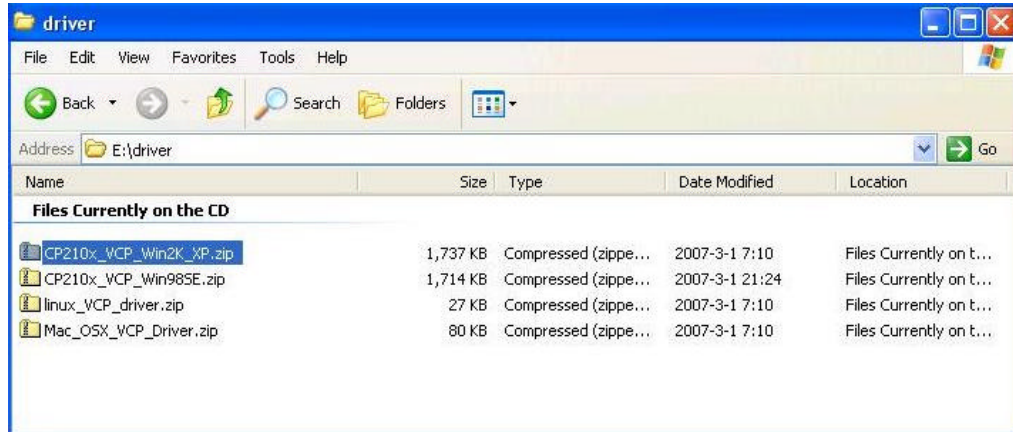 driver
File Edit View Favorites Tools Help
Back Search Folders
Address E:\driver Go
Name Size Type Date Modified Location
Files Currently on the CD
CP210x_VCP_Win2K_XP.zip 1,737 KB Compressed (zippe... 2007-3-1 7:10 Files Currently on t...
CP210x_VCP_Win98SE.zip 1,714 KB Compressed (zippe... 2007-3-1 21:24 Files Currently on t...
linux_VCP_driver.zip 27 KB Compressed (zippe... 2007-3-1 7:10 Files Currently on t...
Mac_OSX_VCP_Driver.zip 80 KB Compressed (zippe... 2007-3-1 7:10 Files Currently on t...